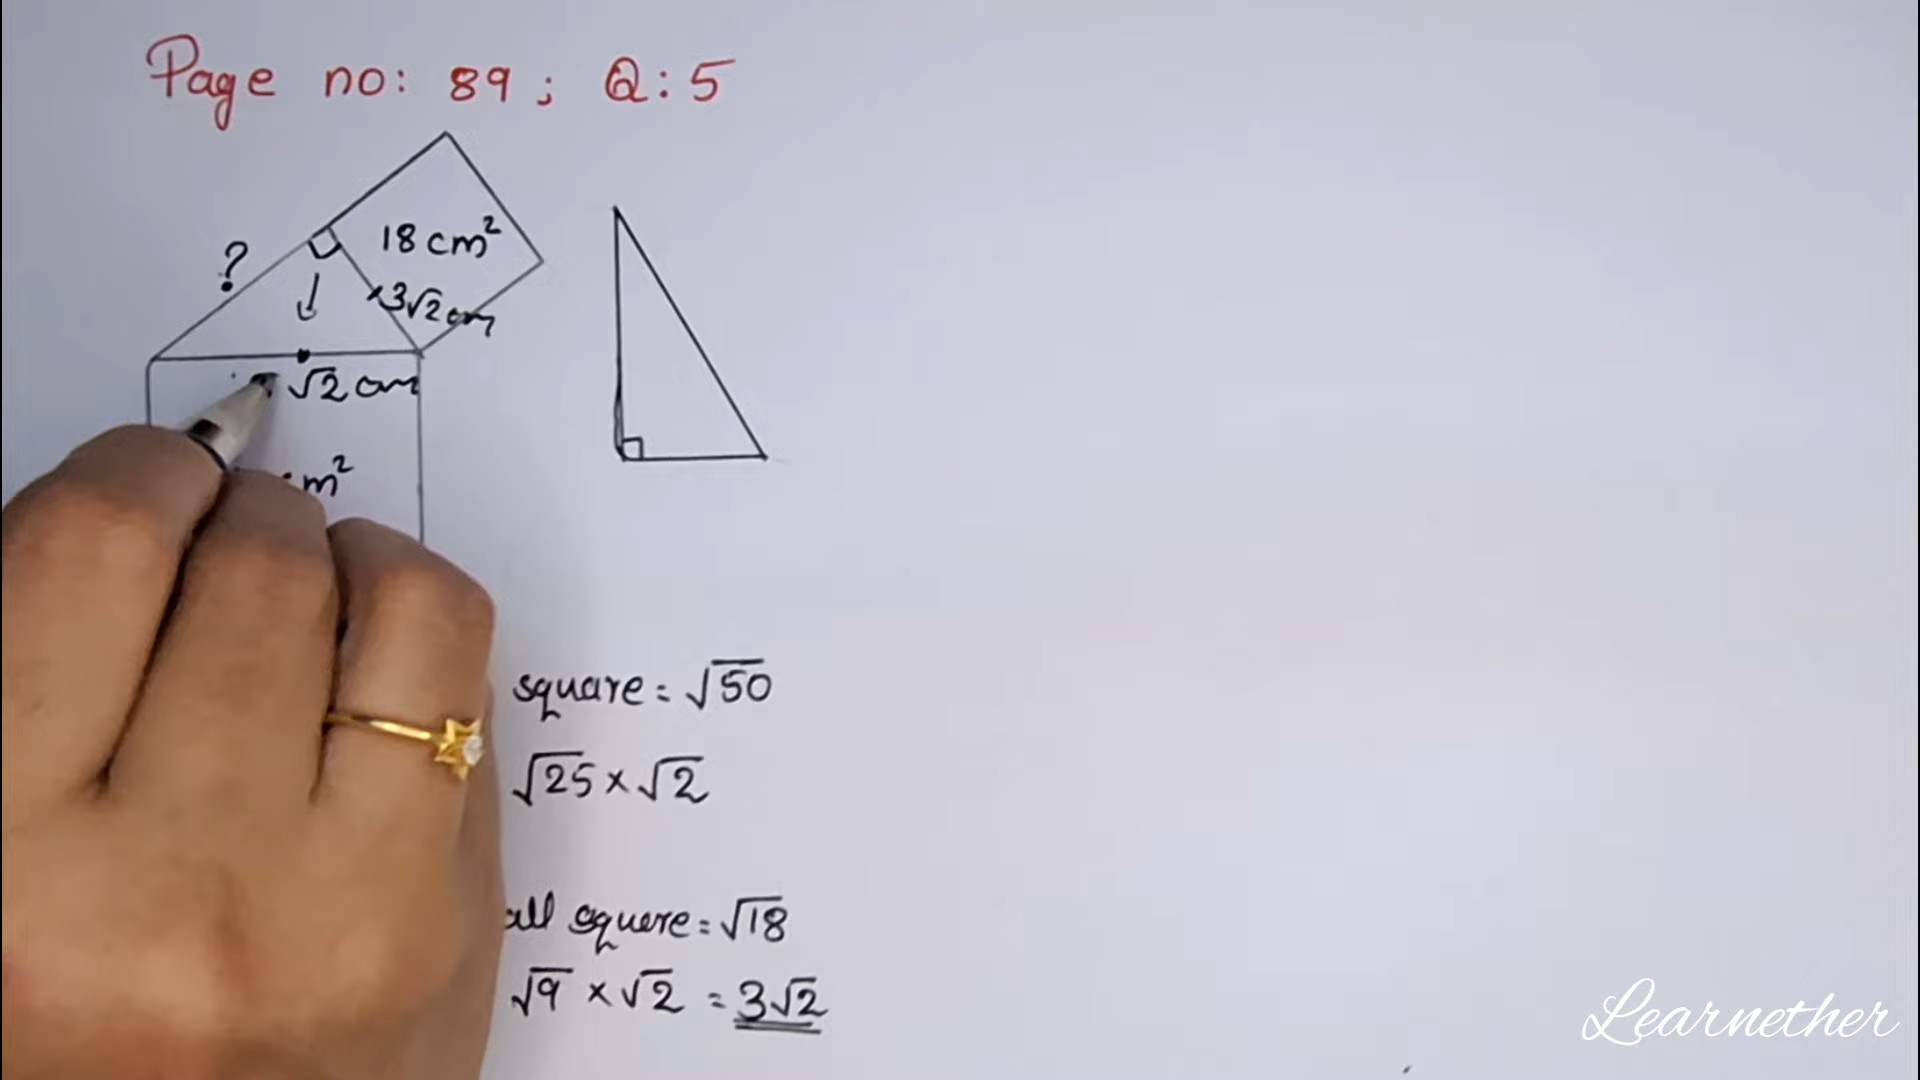 Page no: 89 ; Q: 5
18 cm²
?
3√2 cm
√2 cm
cm²
square = √50
√25 × √2
square = √18
√9 × √2 = 3√2
Learnether